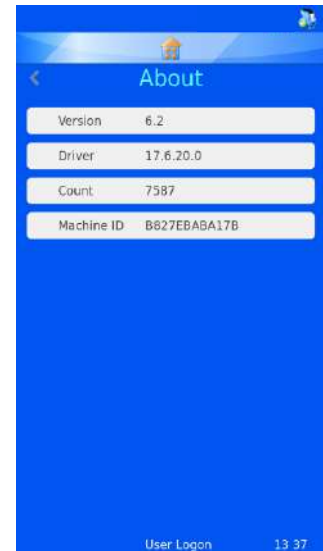 About
Version 6.2
Driver 17.6.20.0
Count 7587
Machine ID B827EBABA17B
User Logon 13 37